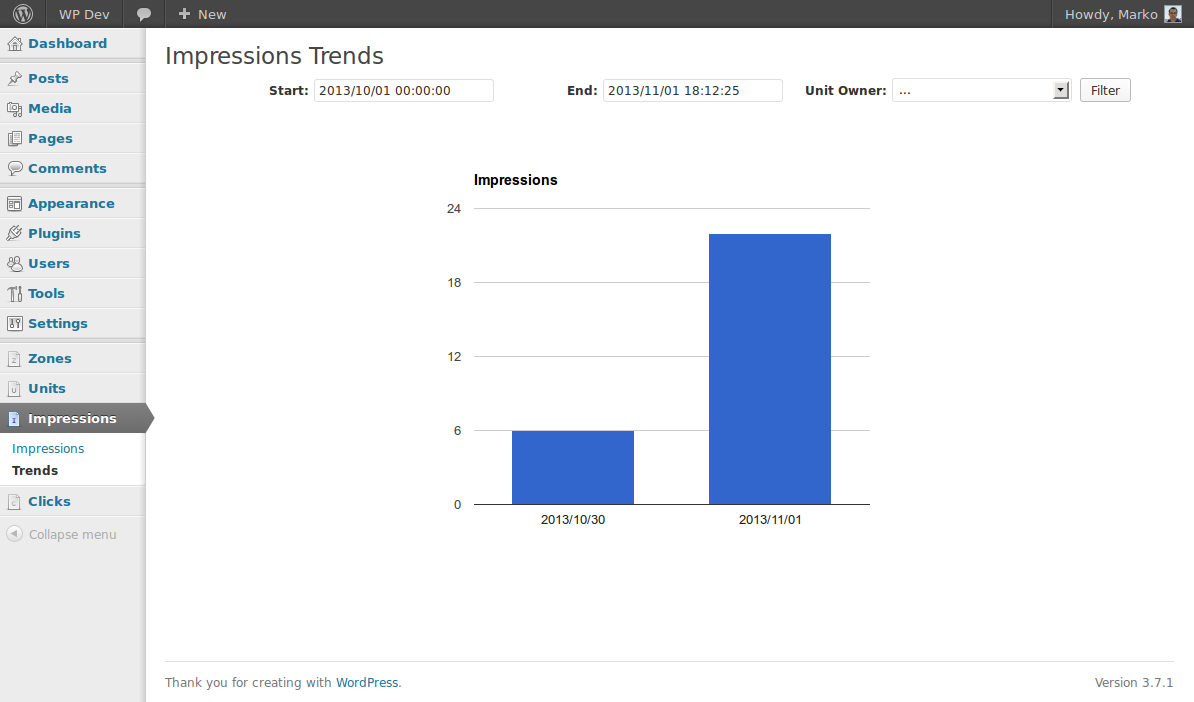 WP Dev
New
Howdy, Marko
Dashboard
Posts
Media
Pages
Comments
Appearance
Plugins
Users
Tools
Settings
Zones
Units
Impressions
Impressions
Trends
Clicks
Collapse menu
Impressions Trends
Start: 2013/10/01 00:00:00 End: 2013/11/01 18:12:25 Unit Owner: ... Filter
Impressions
24
18
12
6
0
2013/10/30 2013/11/01
Thank you for creating with WordPress.
Version 3.7.1